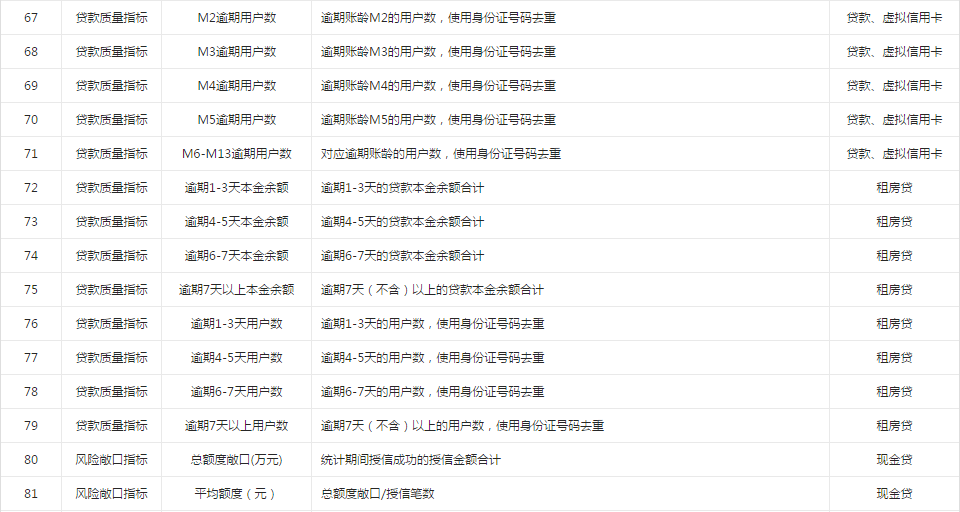 67 贷款质量指标 M2逾期用户数 逾期账龄M2的用户数，使用身份证号码去重 贷款、虚拟信用卡
68 贷款质量指标 M3逾期用户数 逾期账龄M3的用户数，使用身份证号码去重 贷款、虚拟信用卡
69 贷款质量指标 M4逾期用户数 逾期账龄M4的用户数，使用身份证号码去重 贷款、虚拟信用卡
70 贷款质量指标 M5逾期用户数 逾期账龄M5的用户数，使用身份证号码去重 贷款、虚拟信用卡
71 贷款质量指标 M6-M13逾期用户数 对应逾期账龄的用户数，使用身份证号码去重 贷款、虚拟信用卡
72 贷款质量指标 逾期1-3天本金余额 逾期1-3天的贷款本金余额合计 租房贷
73 贷款质量指标 逾期4-5天本金余额 逾期4-5天的贷款本金余额合计 租房贷
74 贷款质量指标 逾期6-7天本金余额 逾期6-7天的贷款本金余额合计 租房贷
75 贷款质量指标 逾期7天以上本金余额 逾期7天（不含）以上的贷款本金余额合计 租房贷
76 贷款质量指标 逾期1-3天用户数 逾期1-3天的用户数，使用身份证号码去重 租房贷
77 贷款质量指标 逾期4-5天用户数 逾期4-5天的用户数，使用身份证号码去重 租房贷
78 贷款质量指标 逾期6-7天用户数 逾期6-7天的用户数，使用身份证号码去重 租房贷
79 贷款质量指标 逾期7天以上用户数 逾期7天（不含）以上的用户数，使用身份证号码去重 租房贷
80 风险敞口指标 总额度敞口(万元) 统计期间授信成功的授信金额合计 现金贷
81 风险敞口指标 平均额度（元） 总额度敞口/授信笔数 现金贷